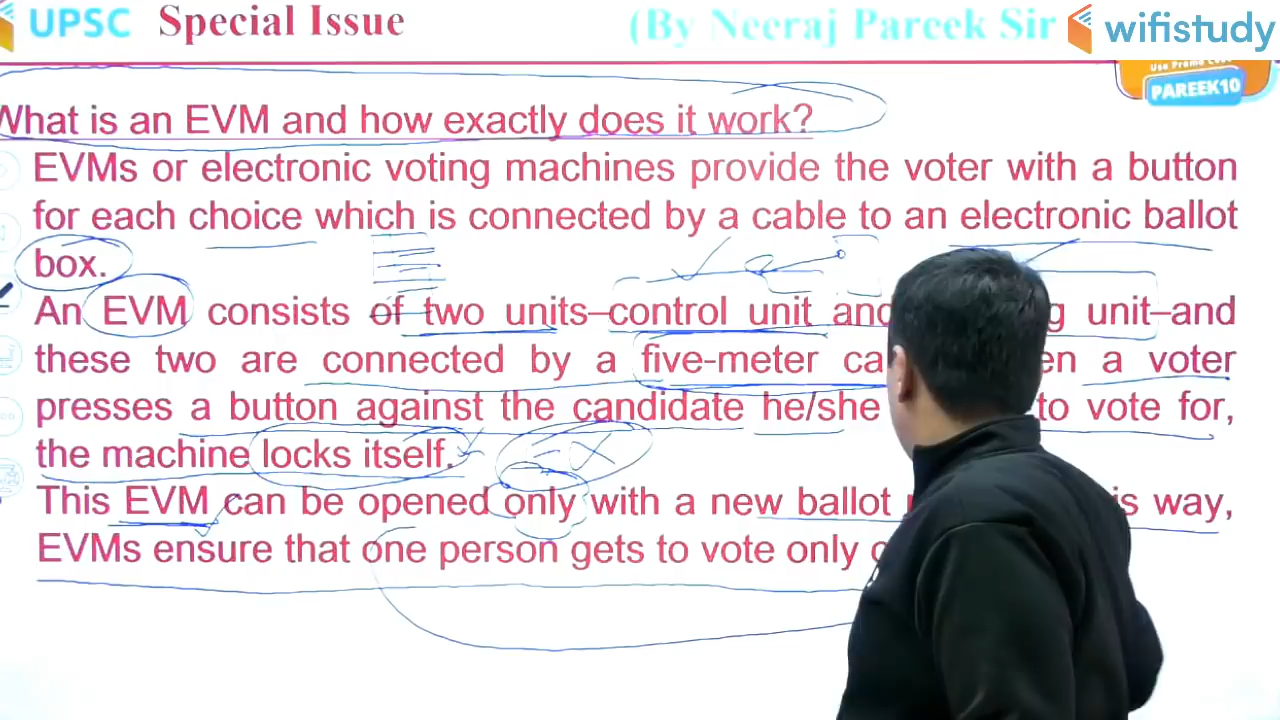 UPSC Special Issue (By Neeraj Pareek Sir wifistudy
Use Promo Code
PAREEK10
What is an EVM and how exactly does it work?
EVMs or electronic voting machines provide the voter with a button
for each choice which is connected by a cable to an electronic ballot
box.
An EVM consists of two units–control unit and g unit–and
these two are connected by a five-meter ca en a voter
presses a button against the candidate he/she to vote for,
the machine locks itself.
This EVM can be opened only with a new ballot is way,
EVMs ensure that one person gets to vote only